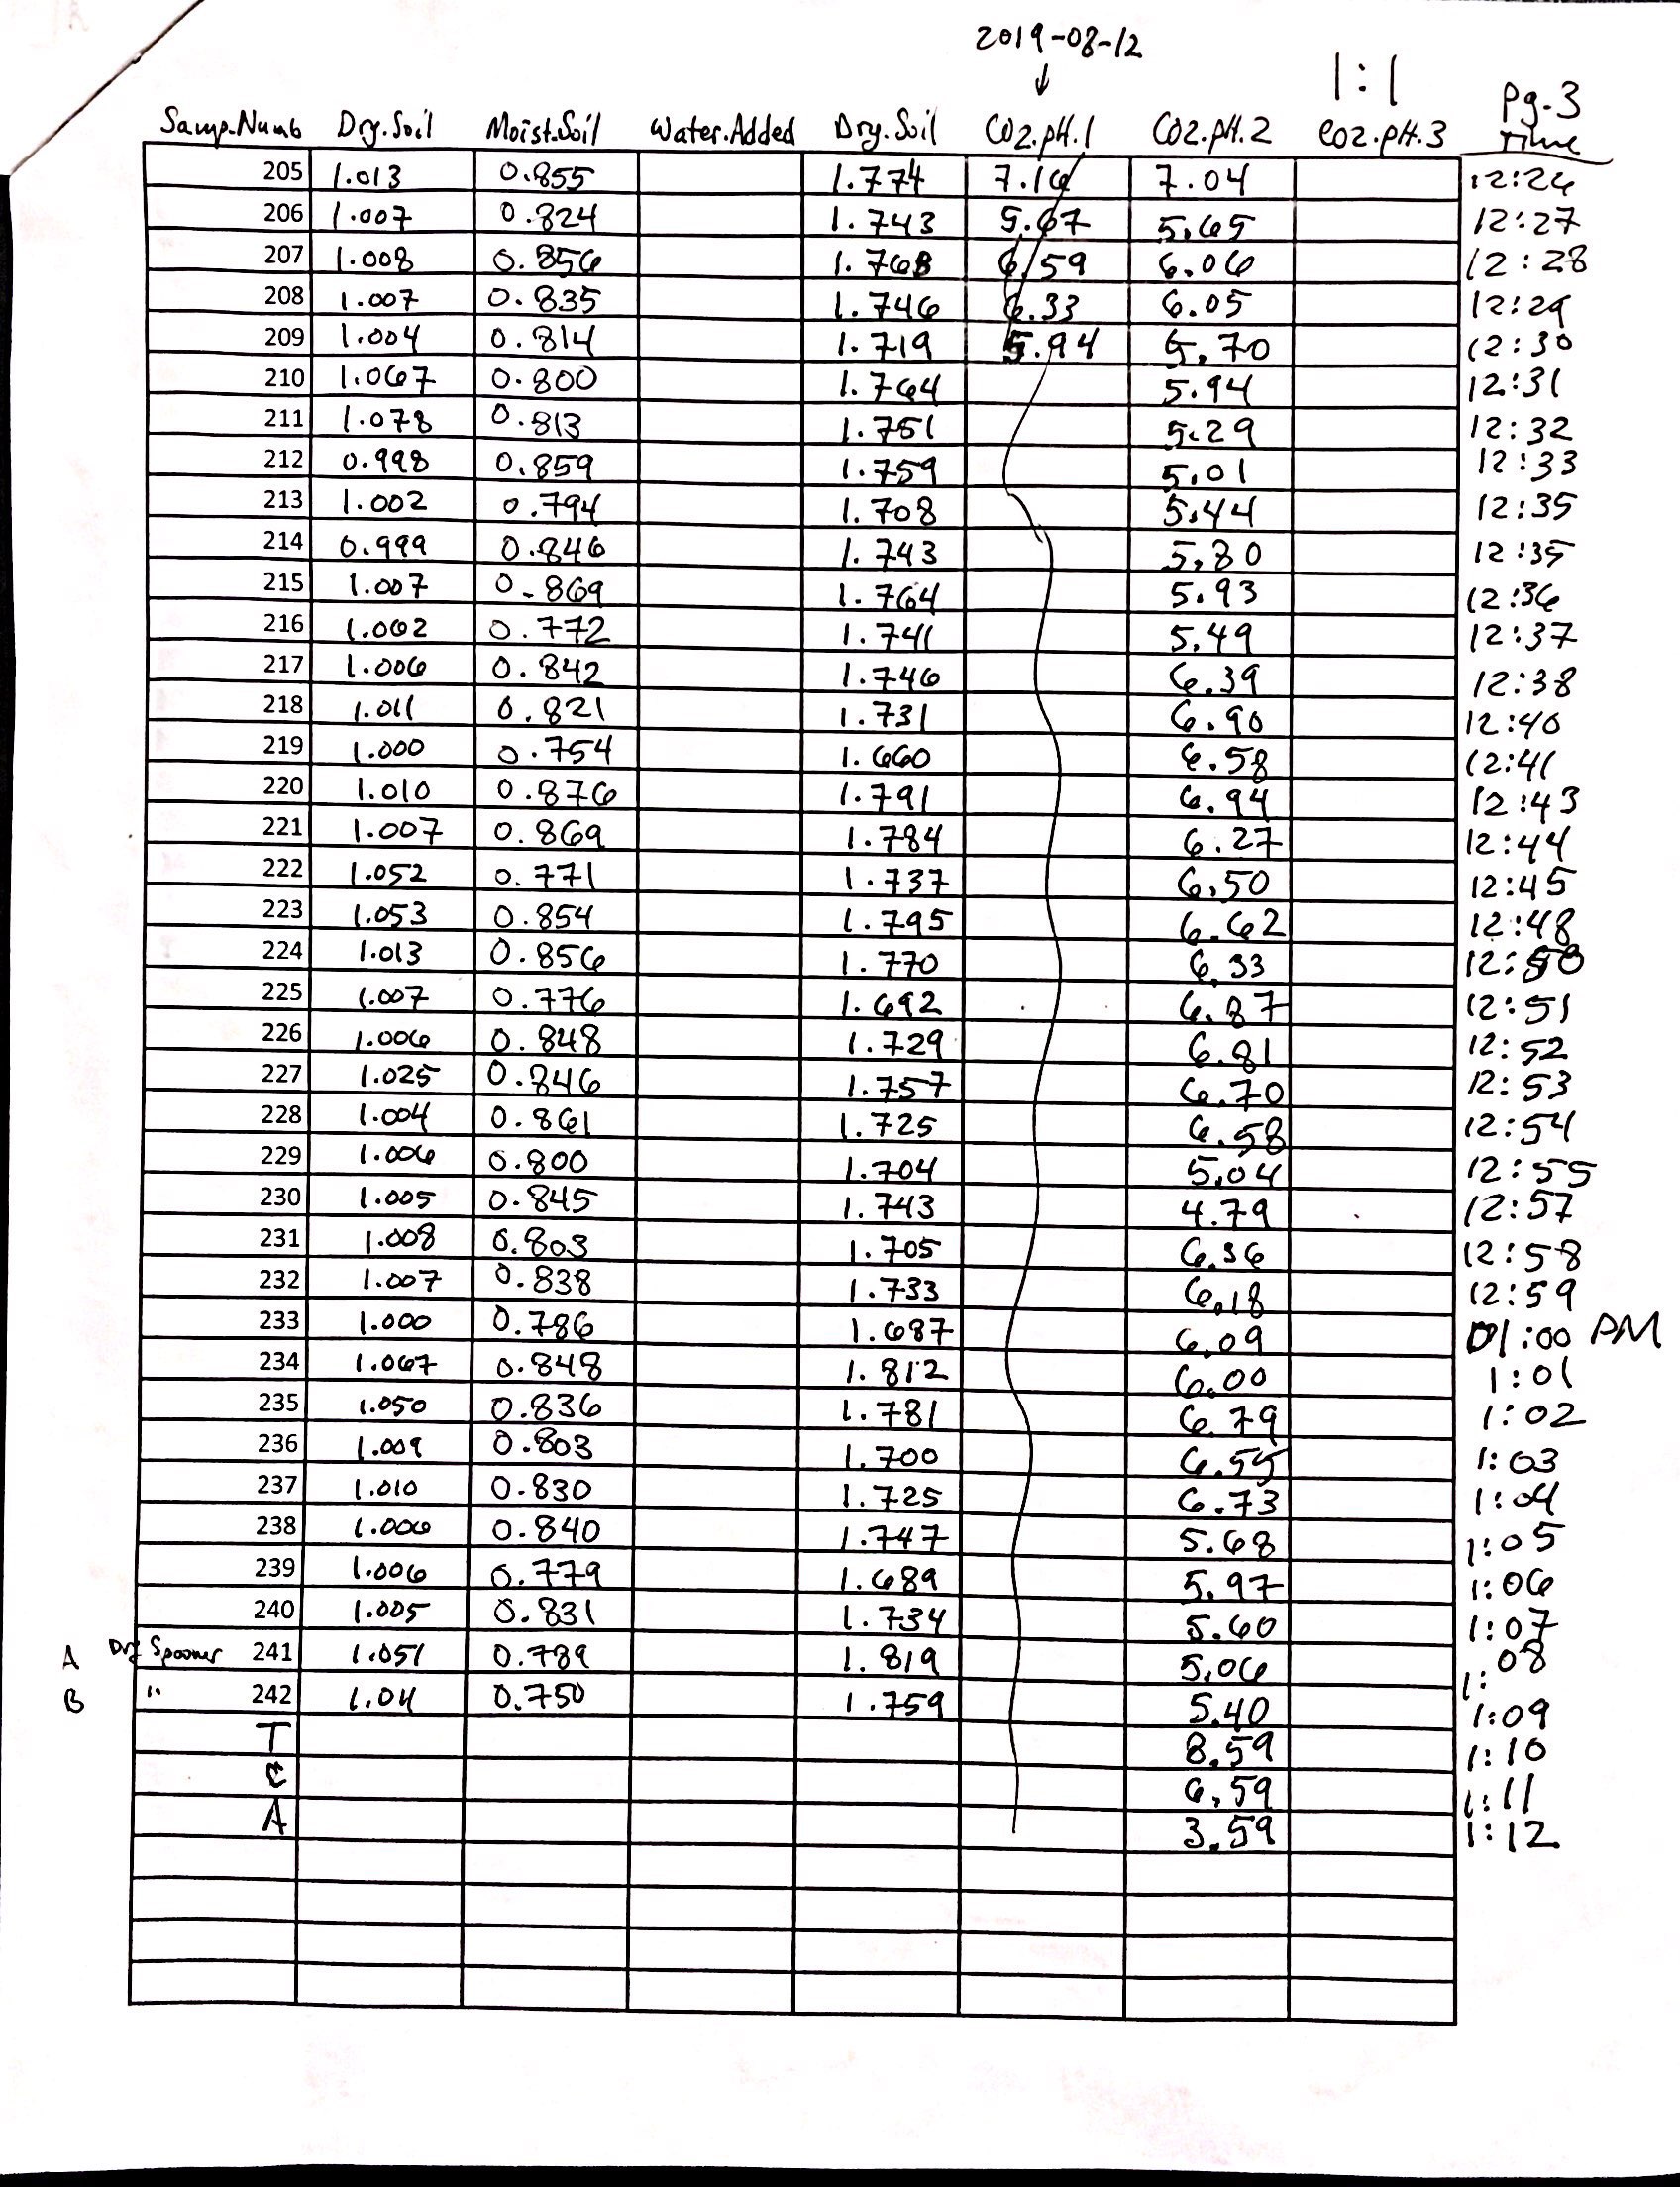 2019-08-12
↓
1:1
Pg.3
Samp.Numb Dry.Soil Moist.Soil Water.Added Dry.Soil CO2.pH.1 CO2.pH.2 CO2.pH.3 Time
205 1.013 0.855 1.774 7.16 7.04 12:26
206 1.007 0.824 1.743 5.67 5.65 12:27
207 1.008 0.856 1.768 6.59 6.06 12:28
208 1.007 0.835 1.746 6.33 6.05 12:29
209 1.004 0.814 1.719 5.94 5.70 12:30
210 1.067 0.800 1.764 5.94 12:31
211 1.078 0.813 1.751 5.29 12:32
212 0.998 0.859 1.759 5.01 12:33
213 1.002 0.794 1.708 5.44 12:35
214 0.999 0.846 1.743 5.80 12:35
215 1.007 0.869 1.764 5.93 12:36
216 1.062 0.772 1.741 5.49 12:37
217 1.006 0.842 1.746 6.39 12:38
218 1.011 0.821 1.731 6.90 12:40
219 1.000 0.754 1.660 6.58 12:41
220 1.010 0.876 1.791 6.94 12:43
221 1.007 0.869 1.784 6.27 12:44
222 1.052 0.771 1.737 6.50 12:45
223 1.053 0.854 1.795 6.62 12:48
224 1.013 0.856 1.770 6.33 12:50
225 1.007 0.776 1.692 6.87 12:51
226 1.006 0.848 1.729 6.81 12:52
227 1.025 0.846 1.757 6.70 12:53
228 1.004 0.861 1.725 6.58 12:54
229 1.006 0.800 1.704 5.04 12:55
230 1.005 0.845 1.743 4.79 12:57
231 1.008 0.803 1.705 6.36 12:58
232 1.007 0.838 1.733 6.18 12:59
233 1.000 0.786 1.687 6.09 01:00 PM
234 1.067 0.848 1.812 6.00 1:01
235 1.050 0.836 1.781 6.79 1:02
236 1.009 0.803 1.700 6.55 1:03
237 1.010 0.830 1.725 6.73 1:04
238 1.006 0.840 1.747 5.68 1:05
239 1.006 0.779 1.689 5.97 1:06
240 1.005 0.831 1.734 5.60 1:07
A Dry Spooner 241 1.051 0.789 1.819 5.06 1:08
B " 242 1.04 0.750 1.759 5.40 1:09
T 8.59 1:10
C 6.59 1:11
A 3.59 1:12